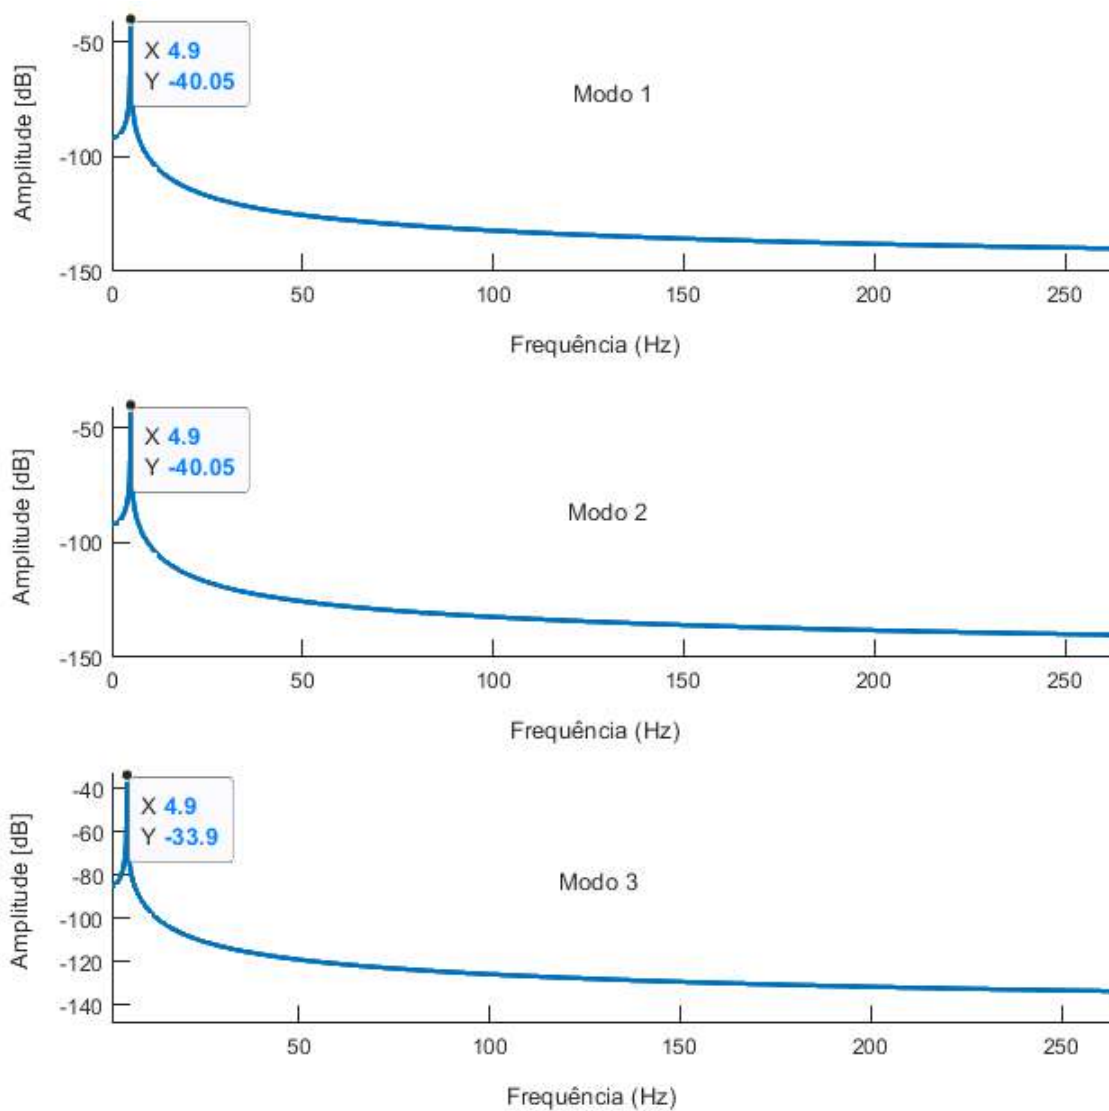 -50
X 4.9
Y -40.05
Modo 1
Amplitude [dB]
-100
-150
0 50 100 150 200 250
Frequência (Hz)
-50
X 4.9
Y -40.05
Modo 2
Amplitude [dB]
-100
-150
0 50 100 150 200 250
Frequência (Hz)
-40
X 4.9
-60
Y -33.9
Amplitude [dB]
-80
Modo 3
-100
-120
-140
50 100 150 200 250
Frequência (Hz)